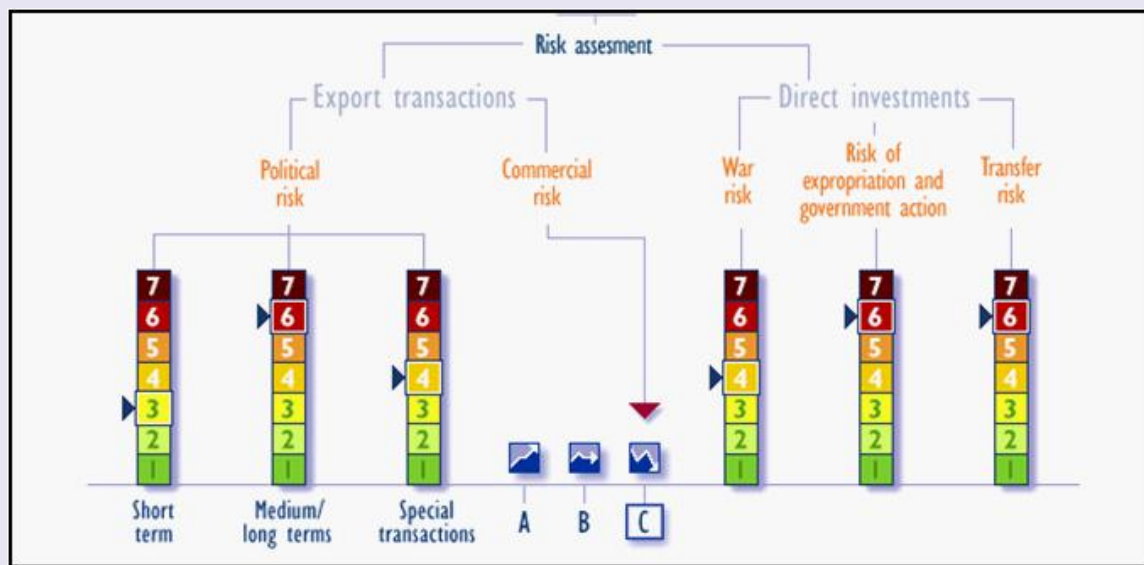 Risk assesment
Export transactions
Direct investments
Political
risk
Commercial
risk
War
risk
Risk of
expropriation and
government action
Transfer
risk
7 7 7 7 7 7
6 6 6 6 6 6
5 5 5 5 5 5
4 4 4 4 4 4
3 3 3 3 3 3
2 2 2 2 2 2
1 1 1 1 1 1
Short
term
Medium/
long terms
Special
transactions
A
B
C